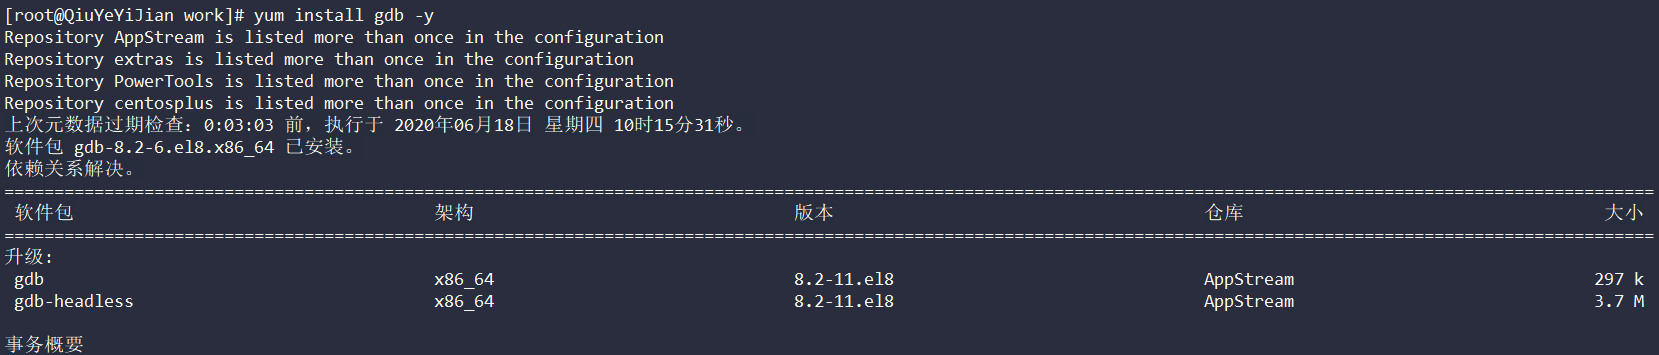 [root@QiuYeYiJian work]# yum install gdb -y
Repository AppStream is listed more than once in the configuration
Repository extras is listed more than once in the configuration
Repository PowerTools is listed more than once in the configuration
Repository centosplus is listed more than once in the configuration
上次元数据过期检查：0:03:03 前，执行于 2020年06月18日 星期四 10时15分31秒。
软件包 gdb-8.2-6.el8.x86_64 已安装。
依赖关系解决。
软件包 架构 版本 仓库 大小
升级:
gdb x86_64 8.2-11.el8 AppStream 297 k
gdb-headless x86_64 8.2-11.el8 AppStream 3.7 M
事务概要